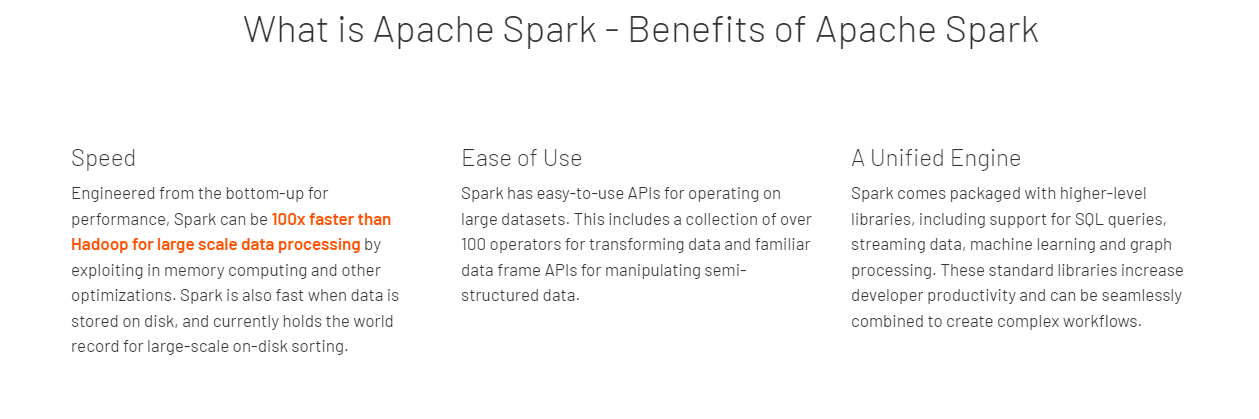 What is Apache Spark - Benefits of Apache Spark
Speed
Engineered from the bottom-up for
performance, Spark can be 100x faster than
Hadoop for large scale data processing by
exploiting in memory computing and other
optimizations. Spark is also fast when data is
stored on disk, and currently holds the world
record for large-scale on-disk sorting.
Ease of Use
Spark has easy-to-use APIs for operating on
large datasets. This includes a collection of over
100 operators for transforming data and familiar
data frame APIs for manipulating semi-
structured data.
A Unified Engine
Spark comes packaged with higher-level
libraries, including support for SQL queries,
streaming data, machine learning and graph
processing. These standard libraries increase
developer productivity and can be seamlessly
combined to create complex workflows.